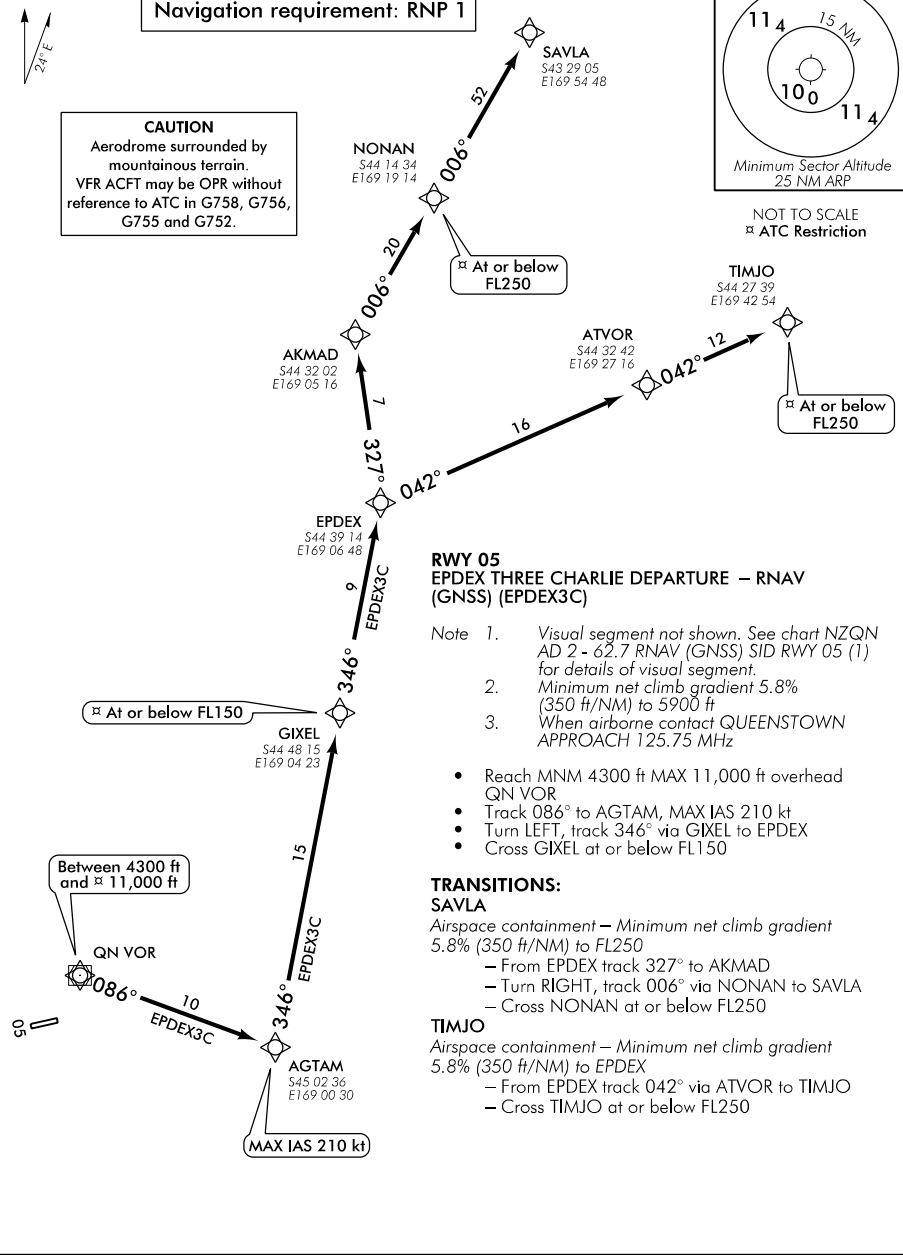 Navigation requirement: RNP 1
24° E
CAUTION
Aerodrome surrounded by
mountainous terrain.
VFR ACFT may be OPR without
reference to ATC in G758, G756,
G755 and G752.
11 4
15 NM
10 0
11 4
Minimum Sector Altitude
25 NM ARP
NOT TO SCALE
¤ ATC Restriction
SAVLA
S43 29 05
E169 54 48
52
006°
NONAN
S44 14 34
E169 19 14
¤ At or below
FL250
20
006°
AKMAD
S44 32 02
E169 05 16
TIMJO
S44 27 39
E169 42 54
¤ At or below
FL250
12
042°
ATVOR
S44 32 42
E169 27 16
16
042°
7
327°
EPDEX
S44 39 14
E169 06 48
9
EPDEX3C
346°
¤ At or below FL150
GIXEL
S44 48 15
E169 04 23
15
EPDEX3C
346°
Between 4300 ft
and ¤ 11,000 ft
QN VOR
086°
10
EPDEX3C
05
AGTAM
S45 02 36
E169 00 30
MAX IAS 210 kt
RWY 05
EPDEX THREE CHARLIE DEPARTURE – RNAV
(GNSS) (EPDEX3C)
Note 1. Visual segment not shown. See chart NZQN
AD 2 - 62.7 RNAV (GNSS) SID RWY 05 (1)
for details of visual segment.
2. Minimum net climb gradient 5.8%
(350 ft/NM) to 5900 ft
3. When airborne contact QUEENSTOWN
APPROACH 125.75 MHz
• Reach MNM 4300 ft MAX 11,000 ft overhead
QN VOR
• Track 086° to AGTAM, MAX IAS 210 kt
• Turn LEFT, track 346° via GIXEL to EPDEX
• Cross GIXEL at or below FL150
TRANSITIONS:
SAVLA
Airspace containment – Minimum net climb gradient
5.8% (350 ft/NM) to FL250
– From EPDEX track 327° to AKMAD
– Turn RIGHT, track 006° via NONAN to SAVLA
– Cross NONAN at or below FL250
TIMJO
Airspace containment – Minimum net climb gradient
5.8% (350 ft/NM) to EPDEX
– From EPDEX track 042° via ATVOR to TIMJO
– Cross TIMJO at or below FL250